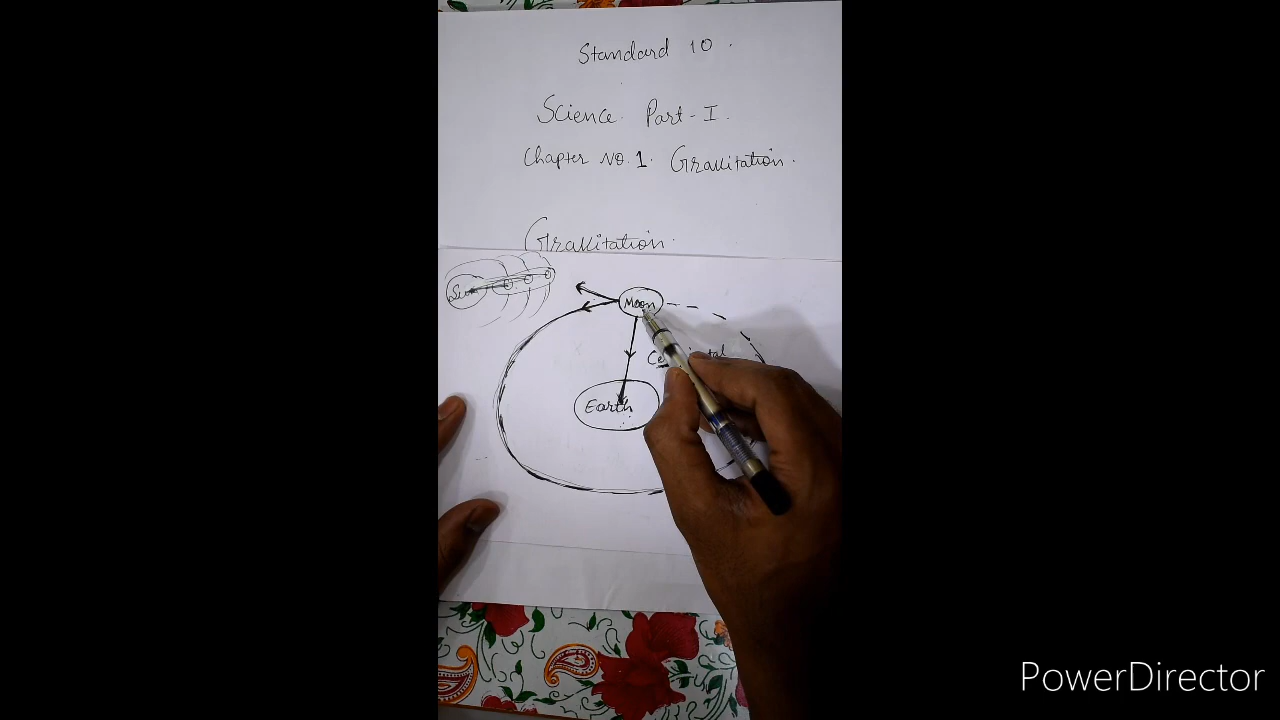 Standard 10.
Science Part-I.
Chapter No. 1. Gravitation.
Gravitation.
Sun
Moon
Earth
PowerDirector